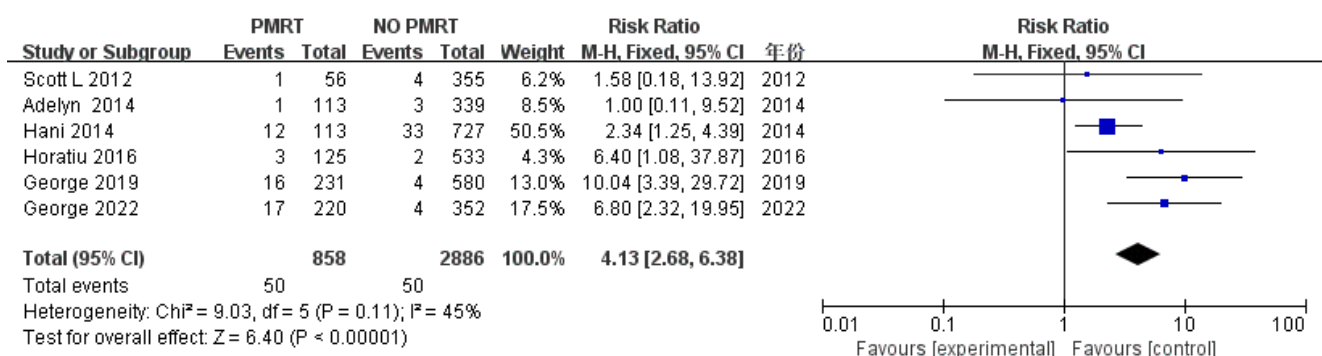 PMRT NO PMRT Risk Ratio Risk Ratio
Study or Subgroup Events Total Events Total Weight M-H, Fixed, 95% CI 年份 M-H, Fixed, 95% CI
Scott L 2012 1 56 4 355 6.2% 1.58 [0.18, 13.92] 2012
Adelyn 2014 1 113 3 339 8.5% 1.00 [0.11, 9.52] 2014
Hani 2014 12 113 33 727 50.5% 2.34 [1.25, 4.39] 2014
Horatiu 2016 3 125 2 533 4.3% 6.40 [1.08, 37.87] 2016
George 2019 16 231 4 580 13.0% 10.04 [3.39, 29.72] 2019
George 2022 17 220 4 352 17.5% 6.80 [2.32, 19.95] 2022
Total (95% CI) 858 2886 100.0% 4.13 [2.68, 6.38]
Total events 50 50
Heterogeneity: Chi² = 9.03, df = 5 (P = 0.11); I² = 45%
Test for overall effect: Z = 6.40 (P < 0.00001)
0.01 0.1 1 10 100
Favours [experimental] Favours [control]